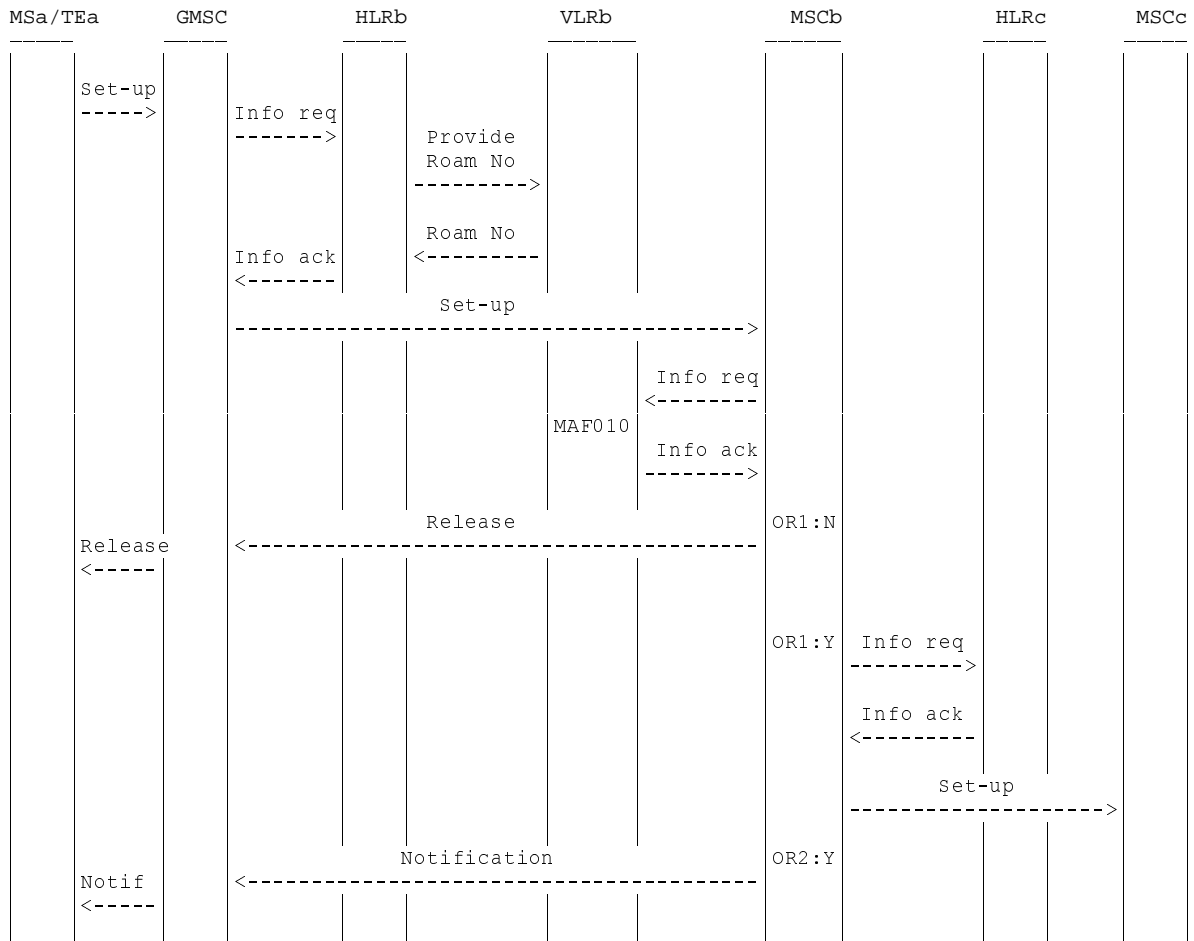 MSa/TEa GMSC HLRb VLRb MSCb HLRc MSCc
Set-up
Info req
Provide
Roam No
Roam No
Info ack
Set-up
Info req
MAF010
Info ack
Release OR1:N
Release
OR1:Y Info req
Info ack
Set-up
Notification OR2:Y
Notif